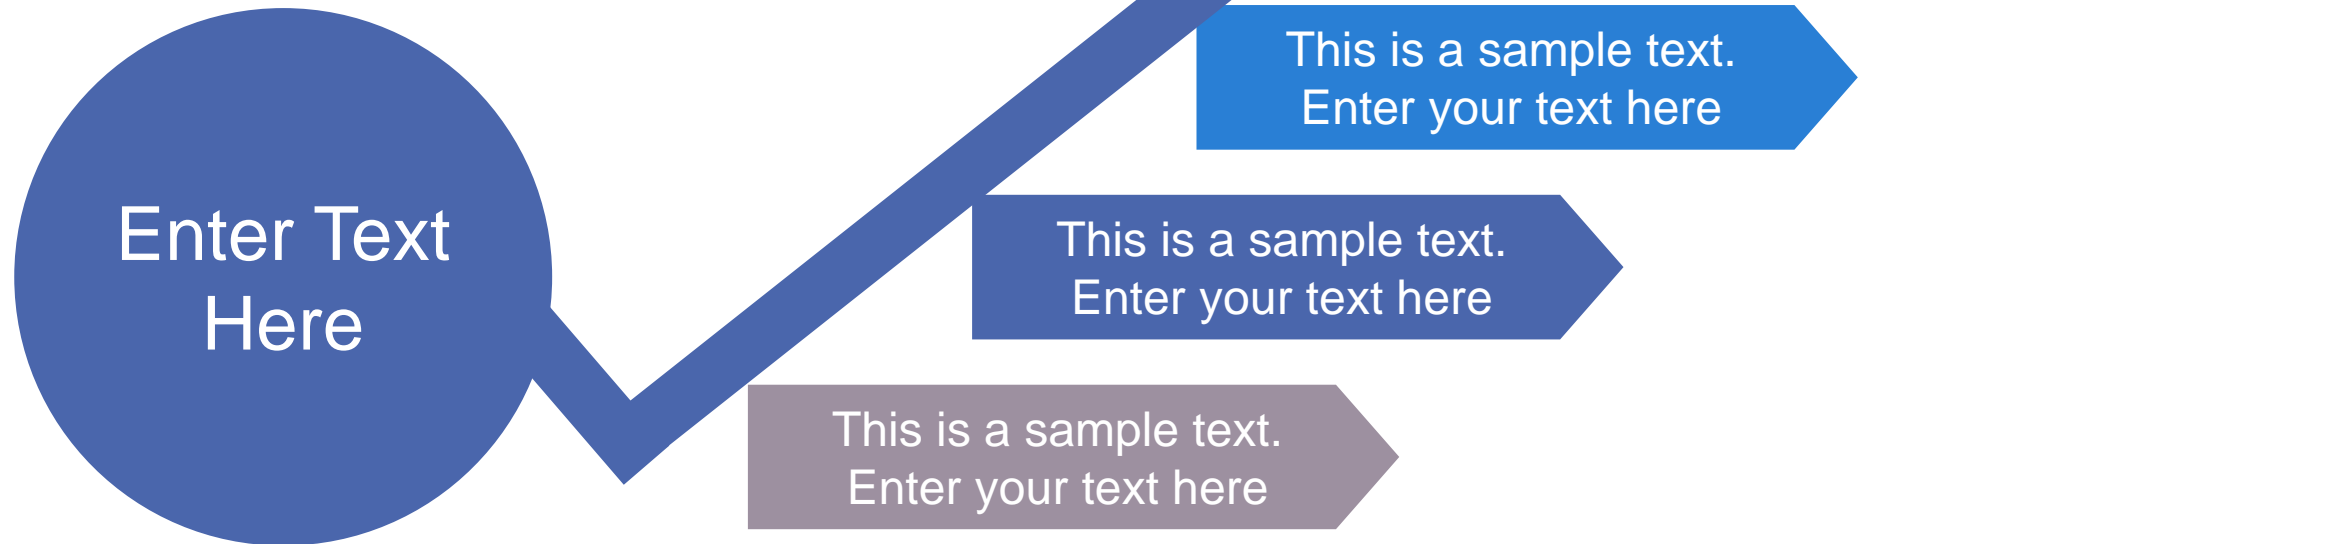 Enter Text
Here
This is a sample text.
Enter your text here
This is a sample text.
Enter your text here
This is a sample text.
Enter your text here